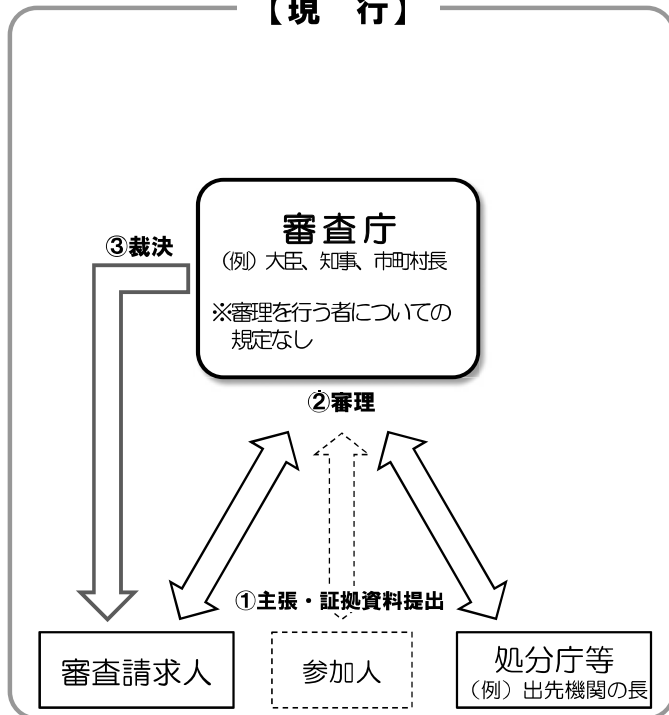 【現　行】
審査庁
（例）大臣、知事、市町村長
※審理を行う者についての
規定なし
③裁決
②審理
①主張・証拠資料提出
審査請求人
参加人
処分庁等
（例）出先機関の長